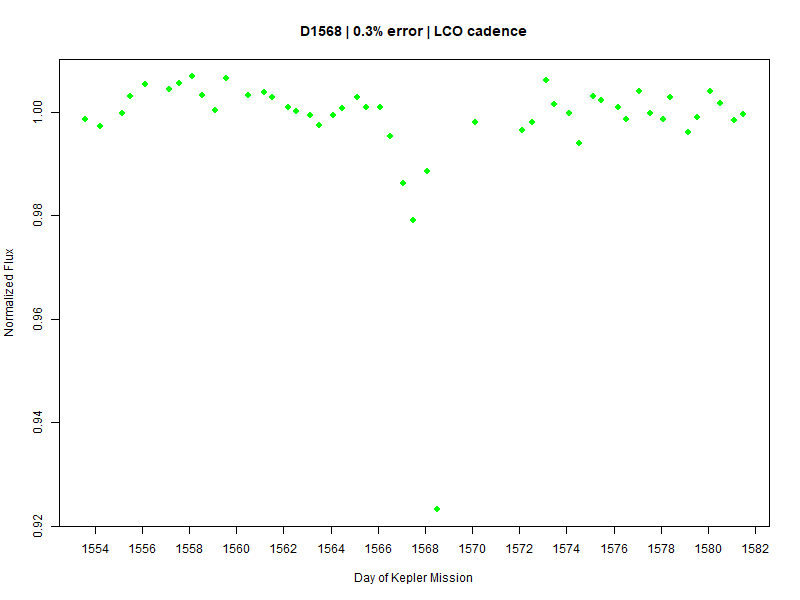 D1568 | 0.3% error | LCO cadence
Normalized Flux
1.00
0.98
0.96
0.94
0.92
1554 1556 1558 1560 1562 1564 1566 1568 1570 1572 1574 1576 1578 1580 1582
Day of Kepler Mission